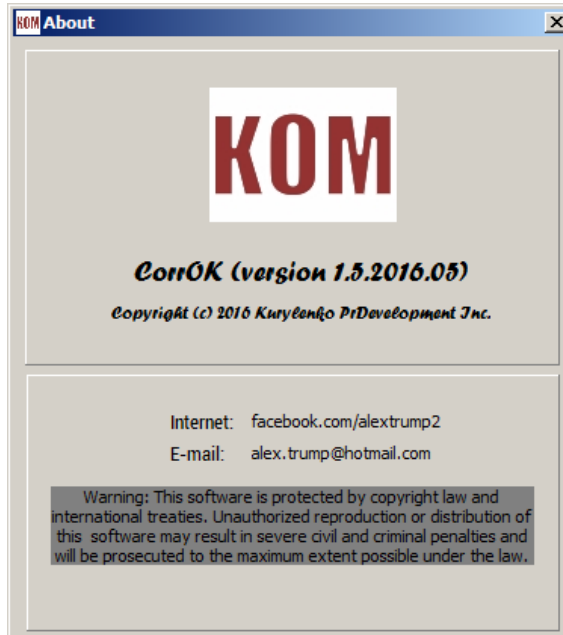 KOM About
KOM
CorrOK (version 1.5.2016.05)
Copyright (c) 2016 Kurylenko PrDevelopment Inc.
Internet: facebook.com/alextrump2
E-mail: alex.trump@hotmail.com
Warning: This software is protected by copyright law and
international treaties. Unauthorized reproduction or distribution of
this software may result in severe civil and criminal penalties and
will be prosecuted to the maximum extent possible under the law.